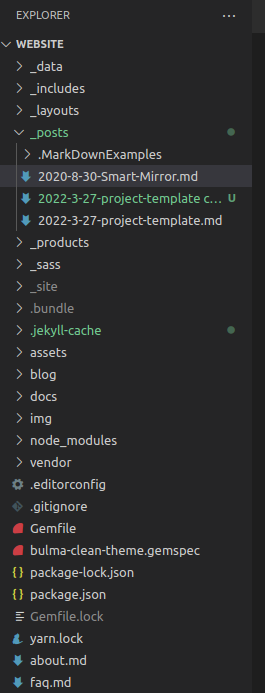 EXPLORER ...
WEBSITE
_data
_includes
_layouts
_posts
.MarkDownExamples
2020-8-30-Smart-Mirror.md
2022-3-27-project-template c... U
2022-3-27-project-template.md
_products
_sass
_site
.bundle
.jekyll-cache
assets
blog
docs
img
node_modules
vendor
.editorconfig
.gitignore
Gemfile
bulma-clean-theme.gemspec
{} package-lock.json
{} package.json
Gemfile.lock
yarn.lock
about.md
faq.md